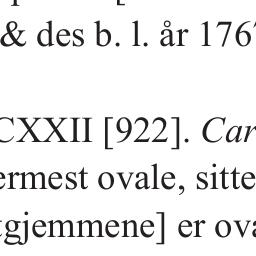 & des b. l. år 176
CXXII [922]. Car
ermest ovale, sitte
tgjemmene] er ova